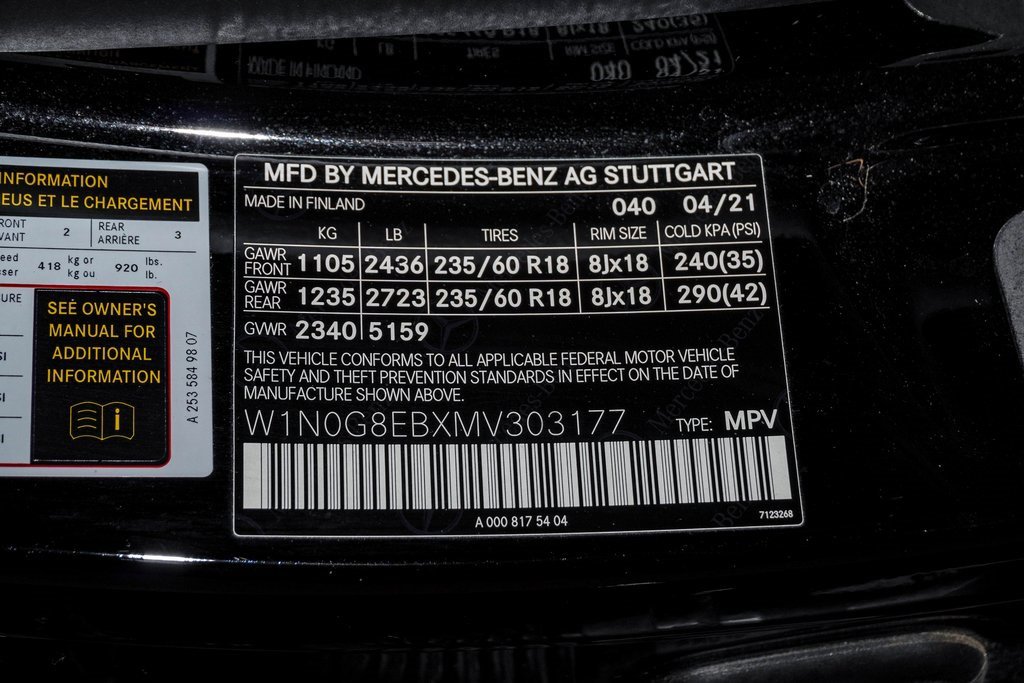 INFORMATION
EUS ET LE CHARGEMENT
2
REAR
ARRIÈRE
3
418 kg or 920 lbs.
kg ou lb.
SEE OWNER'S
MANUAL FOR
ADDITIONAL
INFORMATION
i
A 253 584 98 07
MFD BY MERCEDES-BENZ AG STUTTGART
MADE IN FINLAND 040 04/21
KG LB TIRES RIM SIZE COLD KPA(PSI)
GAWR FRONT 1105 2436 235/60 R18 8Jx18 240(35)
GAWR REAR 1235 2723 235/60 R18 8Jx18 290(42)
GVWR 2340 5159
THIS VEHICLE CONFORMS TO ALL APPLICABLE FEDERAL MOTOR VEHICLE
SAFETY AND THEFT PREVENTION STANDARDS IN EFFECT ON THE DATE OF
MANUFACTURE SHOWN ABOVE.
W1N0G8EBXMV303177 TYPE: MPV
A 000 817 54 04
7123268